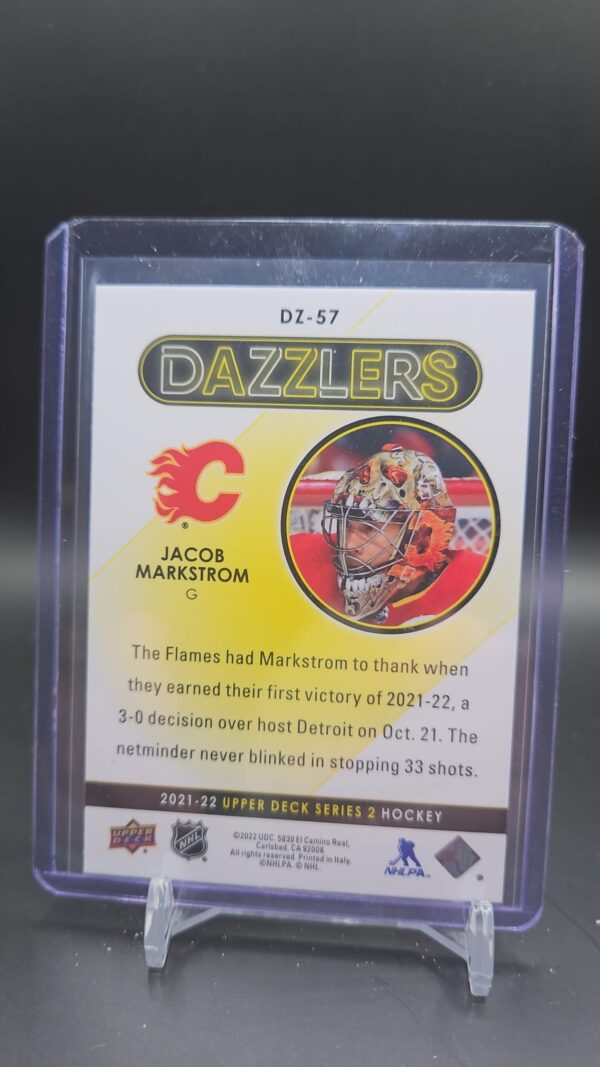 DZ-57
DAZZLERS
C
®
JACOB
MARKSTROM
G
The Flames had Markstrom to thank when
they earned their first victory of 2021-22, a
3-0 decision over host Detroit on Oct. 21. The
netminder never blinked in stopping 33 shots.
2021-22 UPPER DECK SERIES 2 HOCKEY
UPPER DECK
NHL
©2022 UDC. 5830 El Camino Real,
Carlsbad, CA 92008.
All rights reserved. Printed in Italy.
©NHLPA. © NHL.
NHLPA